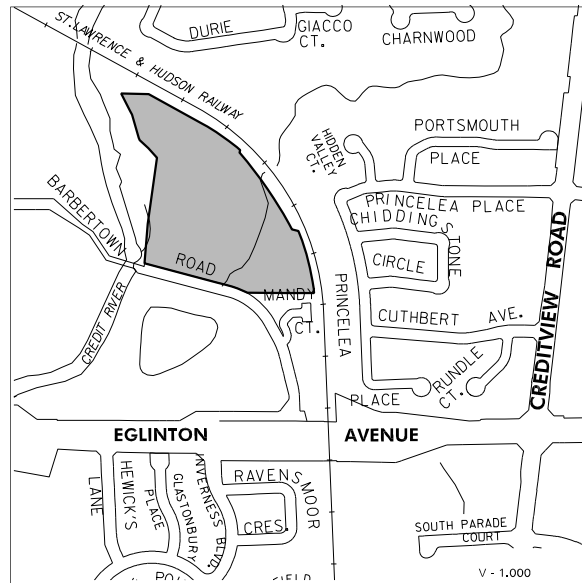 DURIE
GIACCO
CT.
CHARNWOOD
ST. LAWRENCE & HUDSON RAILWAY
HIDDEN
VALLEY
CT.
PORTSMOUTH
PLACE
PRINCELEA PLACE
CHIDDINGSTONE
CIRCLE
BARBERTOWN
ROAD
CREDIT RIVER
MANDY
CT.
PRINCELEA
PLACE
CUTHBERT AVE.
RUNDLE
CT.
CREDITVIEW ROAD
EGLINTON AVENUE
HEWICK'S
LANE
GLASTONBURY
PLACE
INVERNESS BLVD.
RAVENSMOOR
CRES.
SOUTH PARADE
COURT
FIELD
V - 1.000